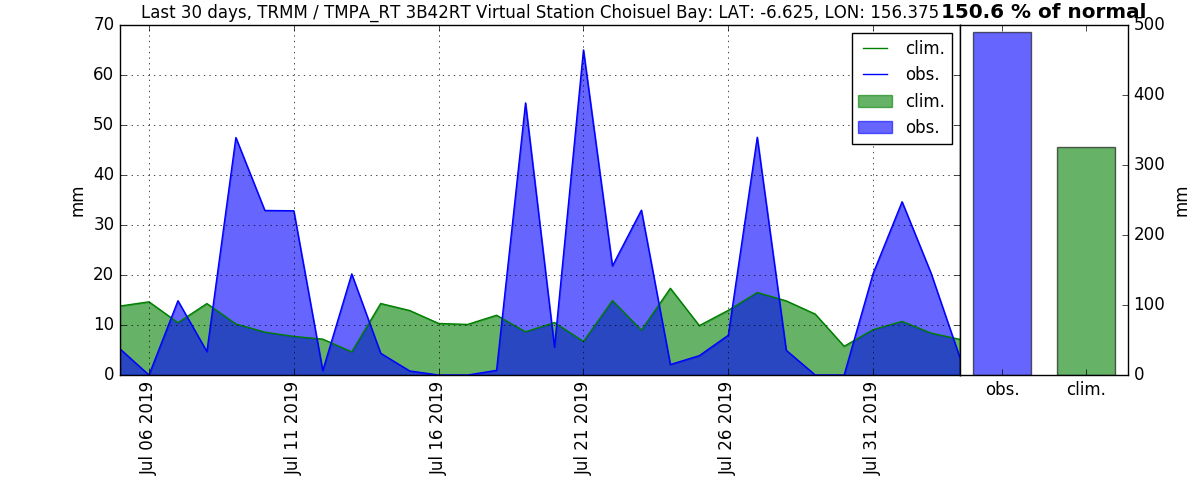 Last 30 days, TRMM / TMPA_RT 3B42RT Virtual Station Choisuel Bay: LAT: -6.625, LON: 156.375
150.6 % of normal
70
60
50
40
30
20
10
0
mm
clim.
obs.
clim.
obs.
Jul 06 2019
Jul 11 2019
Jul 16 2019
Jul 21 2019
Jul 26 2019
Jul 31 2019
500
400
300
200
100
0
mm
obs.
clim.